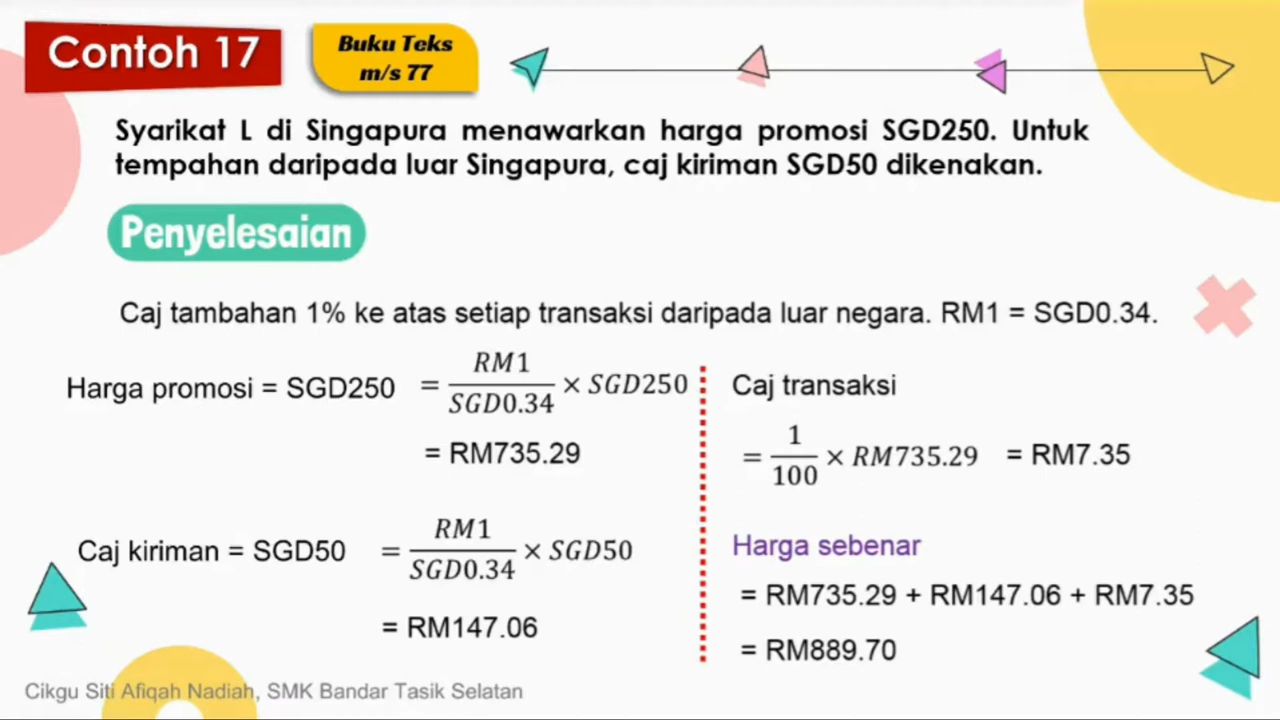 Contoh 17
Buku Teks
m/s 77
Syarikat L di Singapura menawarkan harga promosi SGD250. Untuk
tempahan daripada luar Singapura, caj kiriman SGD50 dikenakan.
Penyelesaian
Caj tambahan 1% ke atas setiap transaksi daripada luar negara. RM1 = SGD0.34.
Harga promosi = SGD250 = RM1/SGD0.34 × SGD250
= RM735.29
Caj kiriman = SGD50 = RM1/SGD0.34 × SGD50
= RM147.06
Caj transaksi
= 1/100 × RM735.29 = RM7.35
Harga sebenar
= RM735.29 + RM147.06 + RM7.35
= RM889.70
Cikgu Siti Afiqah Nadiah, SMK Bandar Tasik Selatan